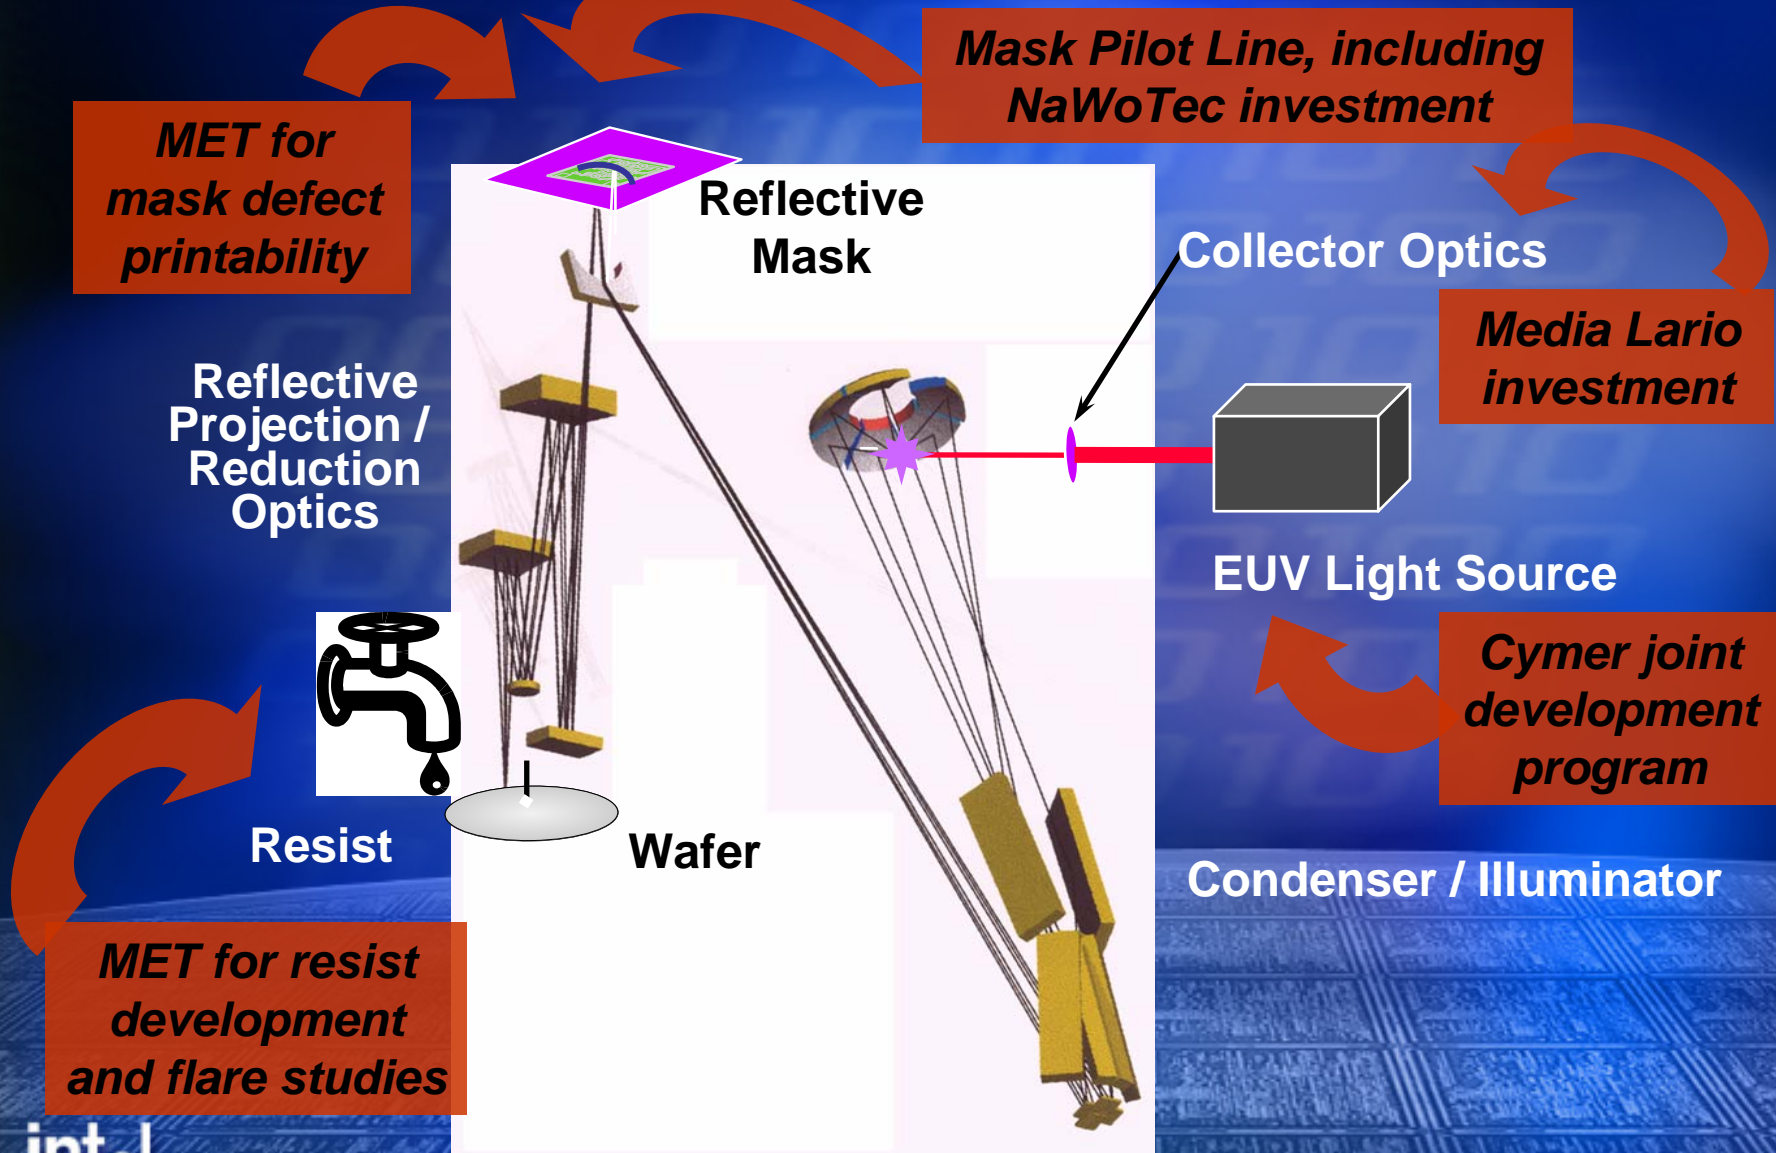 Mask Pilot Line, including
NaWoTec investment
MET for
mask defect
printability
Reflective
Mask
Collector Optics
Media Lario
investment
Reflective
Projection /
Reduction
Optics
EUV Light Source
Cymer joint
development
program
Resist
Wafer
Condenser / Illuminator
MET for resist
development
and flare studies
intel